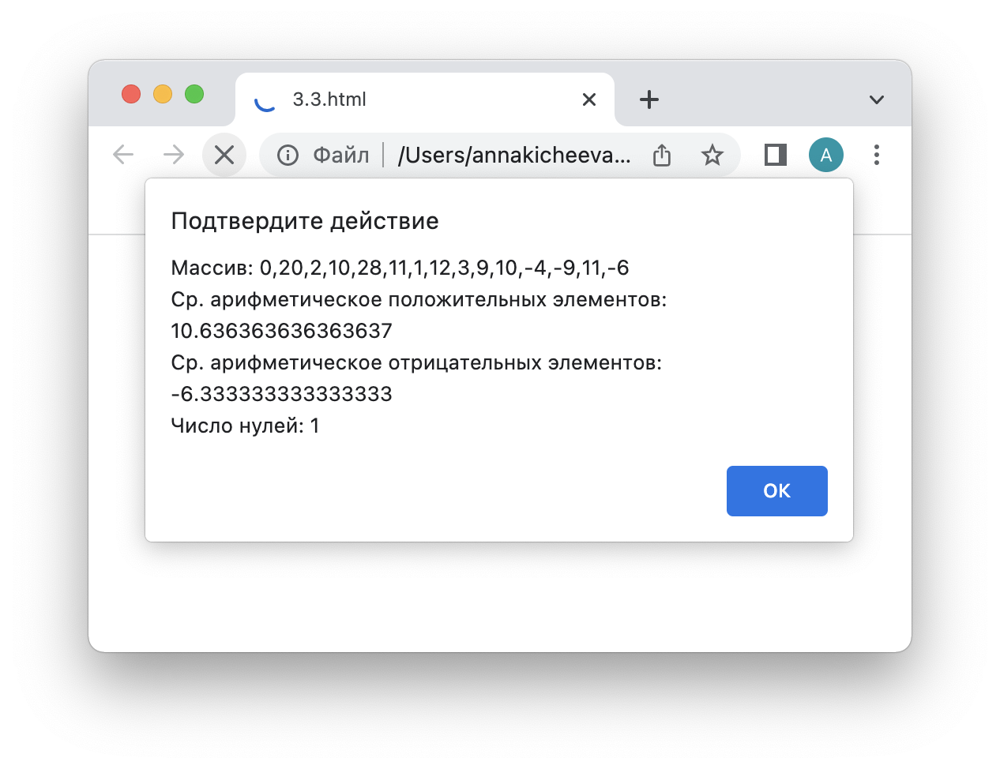 3.3.html
Файл /Users/annakicheeva...
A
Подтвердите действие
Массив: 0,20,2,10,28,11,1,12,3,9,10,-4,-9,11,-6
Ср. арифметическое положительных элементов:
10.636363636363637
Ср. арифметическое отрицательных элементов:
-6.333333333333333
Число нулей: 1
ОК